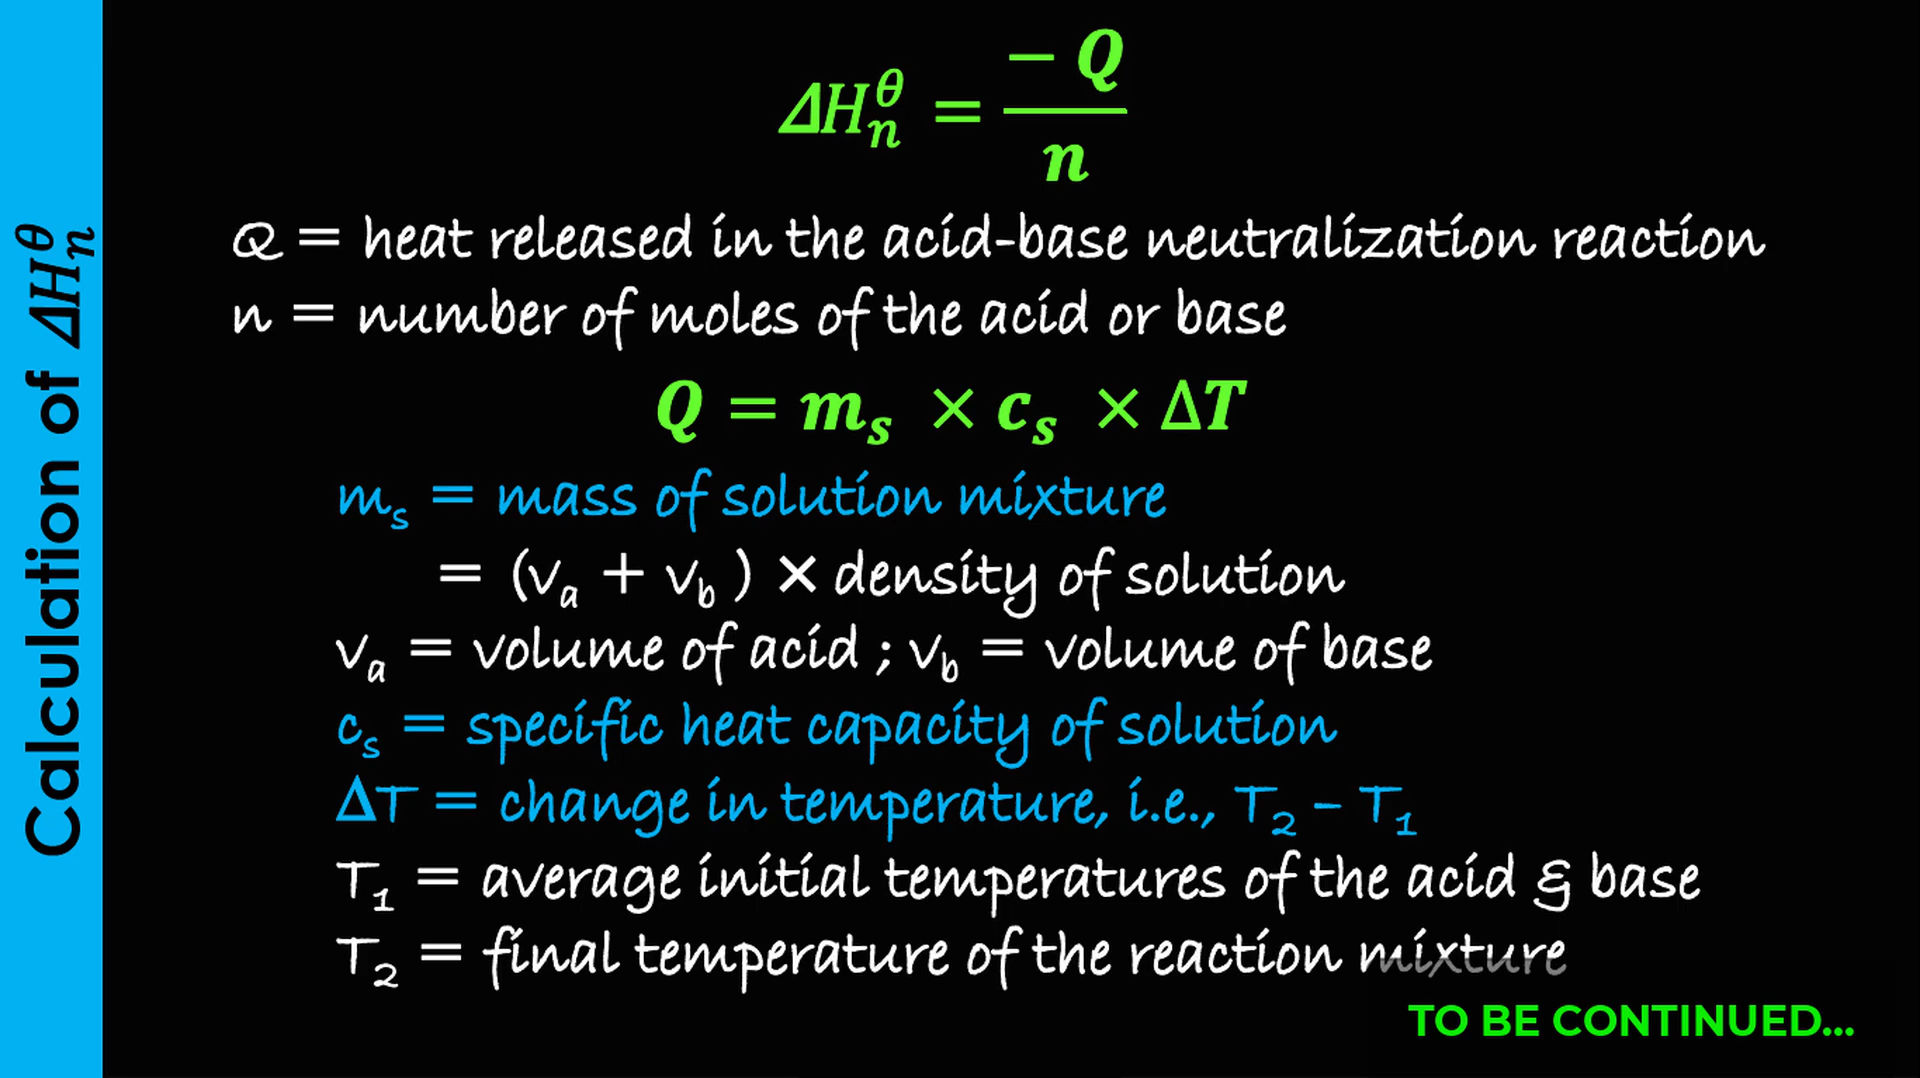 Calculation of ΔHₙ^θ
ΔHₙ^θ = − Q / n
Q = heat released in the acid-base neutralization reaction
n = number of moles of the acid or base
Q = mₛ × cₛ × ΔT
mₛ = mass of solution mixture
= (vₐ + v_b ) × density of solution
vₐ = volume of acid ; v_b = volume of base
cₛ = specific heat capacity of solution
ΔT = change in temperature, i.e., T₂ – T₁
T₁ = average initial temperatures of the acid & base
T₂ = final temperature of the reaction mixture
TO BE CONTINUED...